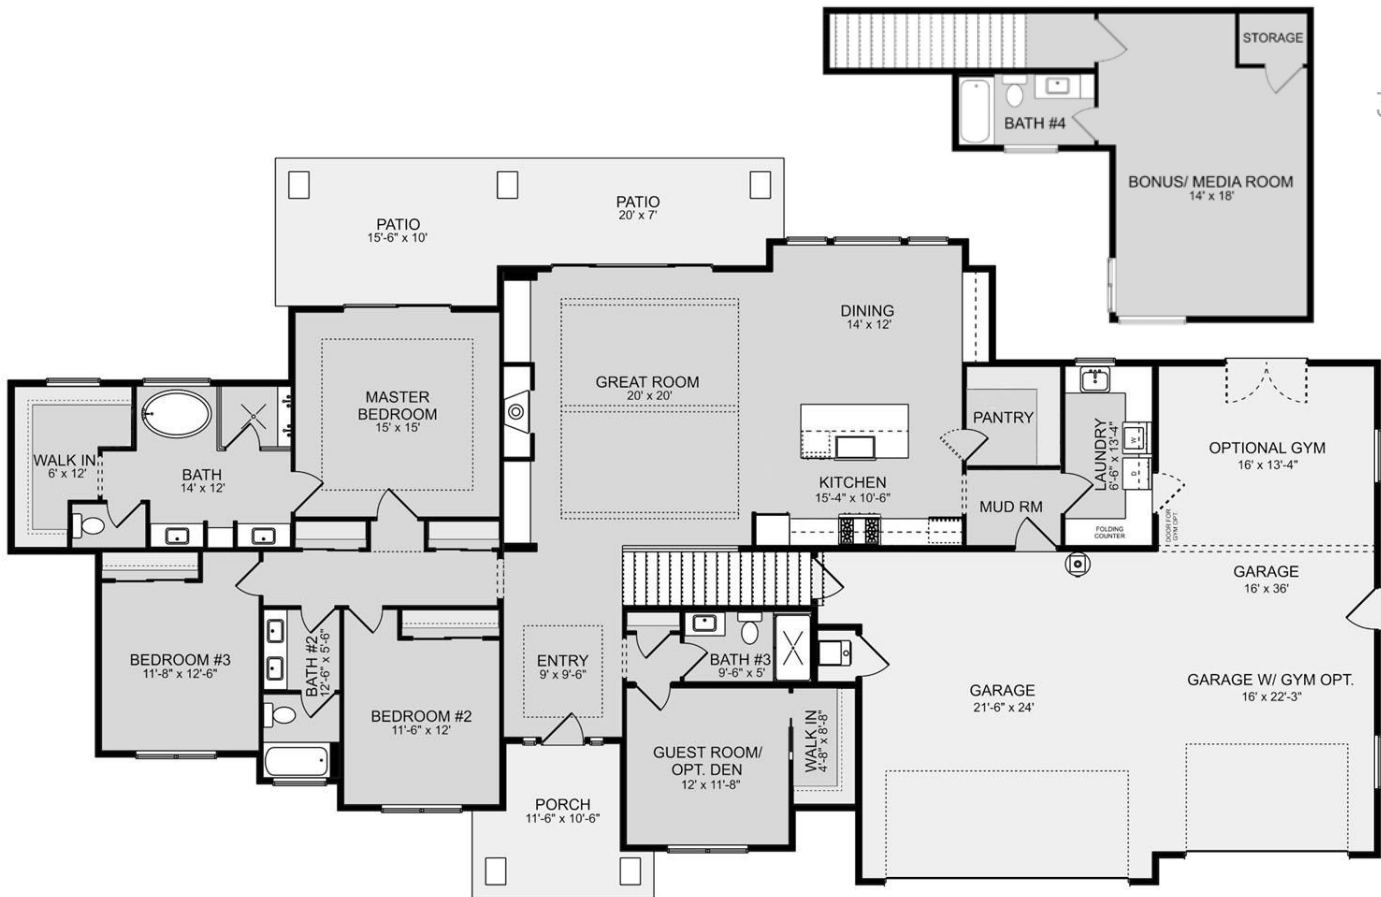 STORAGE
BATH #4
BONUS/ MEDIA ROOM
14' x 18'
PATIO
20' x 7'
PATIO
15'-6" x 10'
DINING
14' x 12'
MASTER
BEDROOM
15' x 15'
GREAT ROOM
20' x 20'
PANTRY
LAUNDRY
6'-6" x 13'-4"
W
D
OPTIONAL GYM
16' x 13'-4"
WALK IN
6' x 12'
BATH
14' x 12'
KITCHEN
15'-4" x 10'-6"
MUD RM
FOLDING
COUNTER
DOOR FOR
GYM OPT.
GARAGE
16' x 36'
BEDROOM #3
11'-8" x 12'-6"
BATH #2
12'-6" x 5'-6"
BEDROOM #2
11'-6" x 12'
ENTRY
9' x 9'-6"
BATH #3
9'-6" x 5'
GARAGE
21'-6" x 24'
GARAGE W/ GYM OPT.
16' x 22'-3"
GUEST ROOM/
OPT. DEN
12' x 11'-8"
WALK IN
4'-8" x 8'-8"
PORCH
11'-6" x 10'-6"